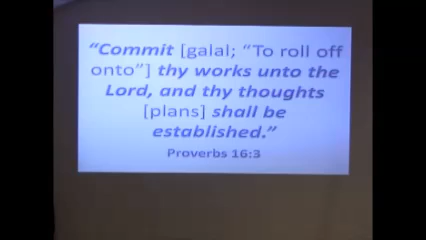 “Commit [galal; “To roll off
onto”] thy works unto the
Lord, and thy thoughts
[plans] shall be
established.”
Proverbs 16:3